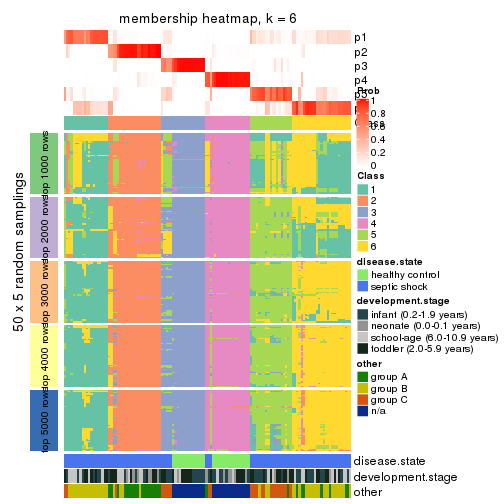 membership heatmap, k = 6
p1
p2
p3
p4
Prob
1
0.8
0.6
0.4
0
Class
1
2
3
4
5
6
disease.state
healthy control
septic shock
development.stage
infant (0.2-1.9 years)
neonate (0.0-0.1 years)
school-age (6.0-10.9 years)
toddler (2.0-5.9 years)
other
group A
group B
group C
n/a
50 x 5 random samplings
top 1000 rows
top 2000 rows
top 3000 rows
top 4000 rows
top 5000 rows
disease.state
development.stage
other